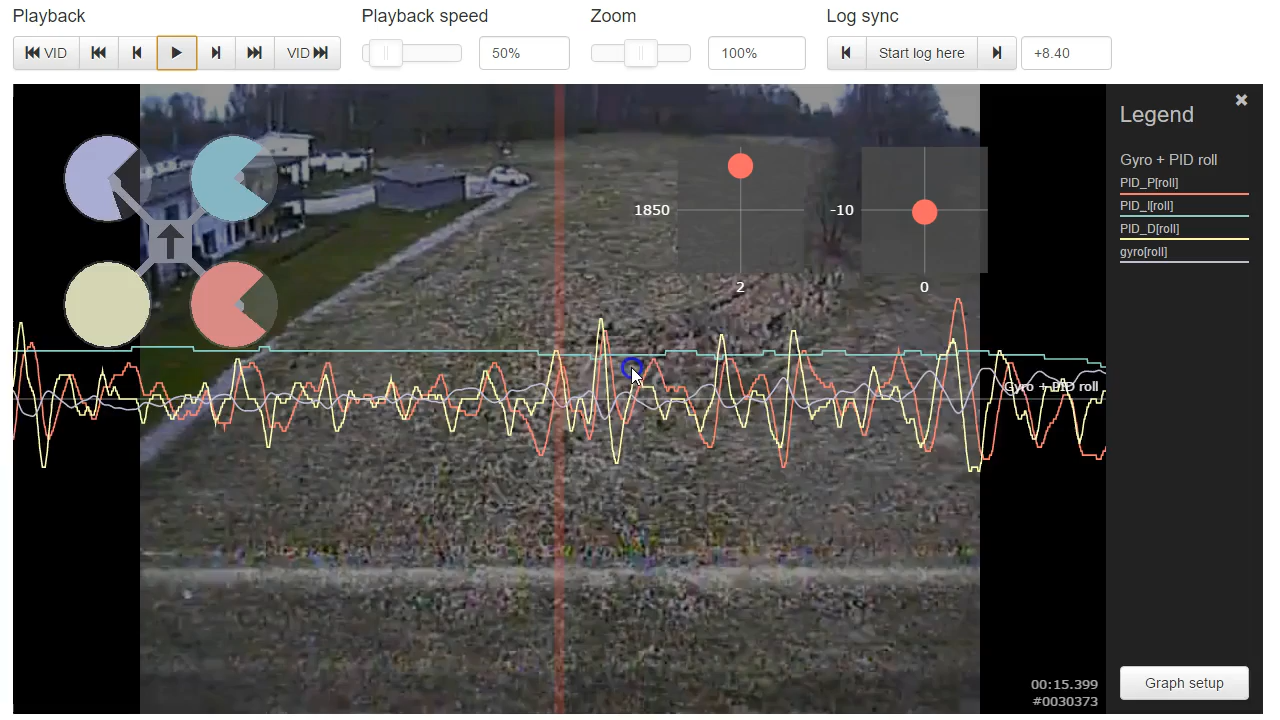 Playback
Playback speed
Zoom
Log sync
VID
VID
50%
100%
Start log here
+8.40
Legend
Gyro + PID roll
PID_P[roll]
PID_I[roll]
PID_D[roll]
gyro[roll]
1850
2
-10
0
Gyro + PID roll
00:15.399
#0030373
Graph setup